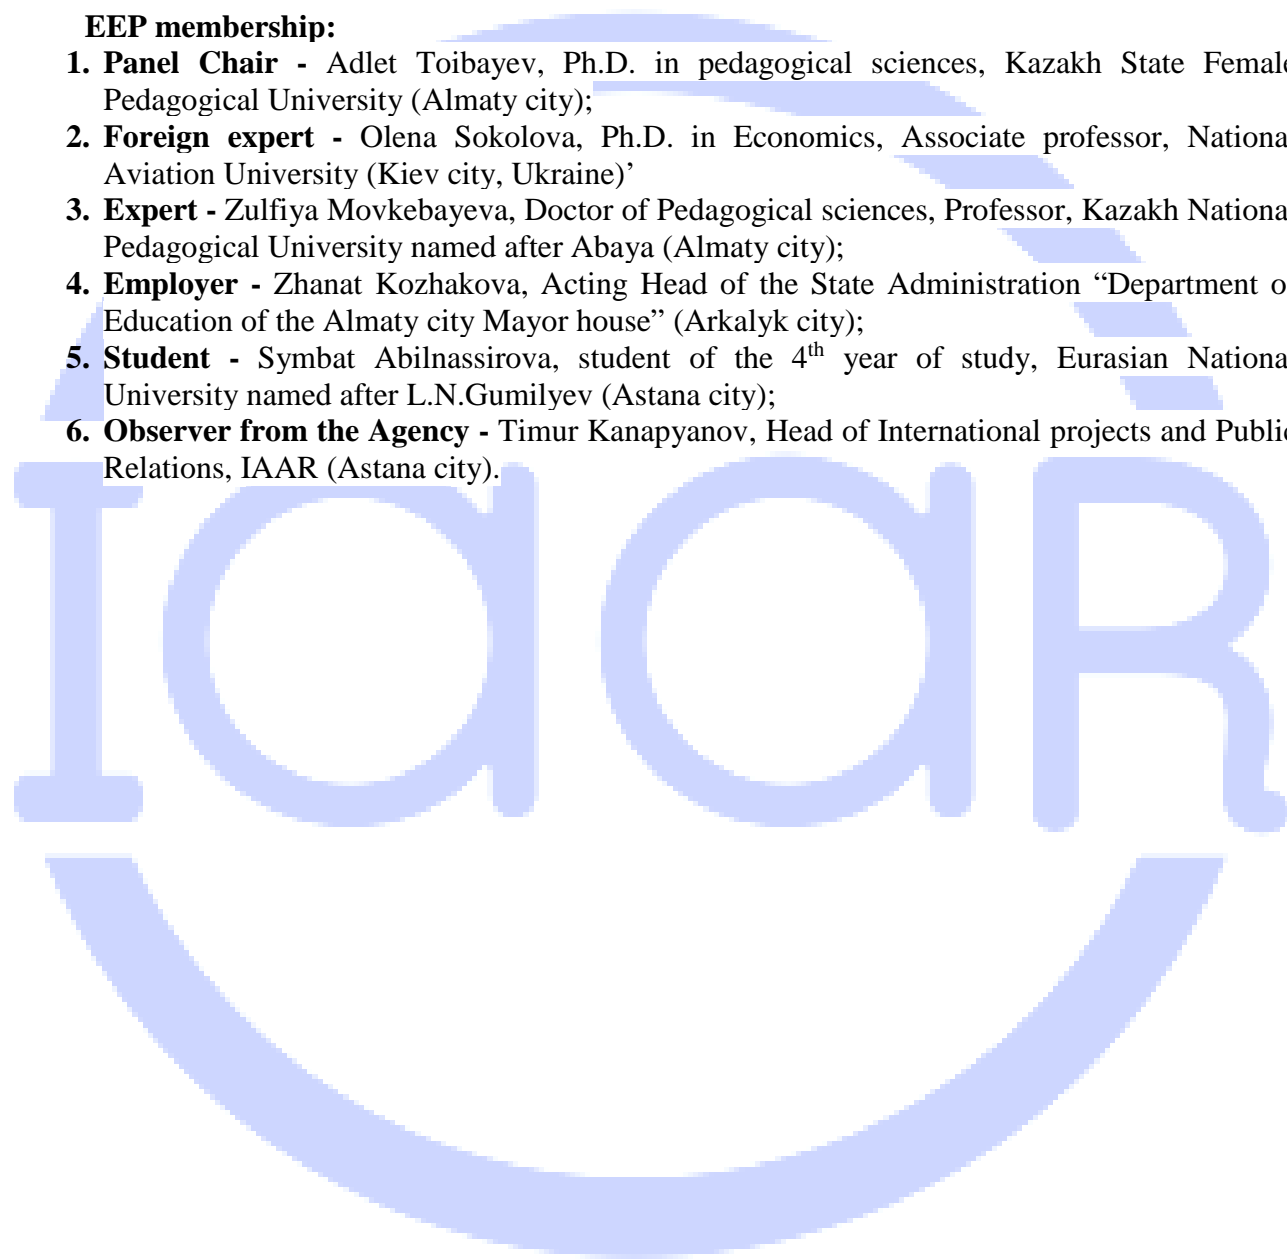 EEP membership:
1. Panel Chair - Adlet Toibayev, Ph.D. in pedagogical sciences, Kazakh State Female
Pedagogical University (Almaty city);
2. Foreign expert - Olena Sokolova, Ph.D. in Economics, Associate professor, National
Aviation University (Kiev city, Ukraine)’
3. Expert - Zulfiya Movkebayeva, Doctor of Pedagogical sciences, Professor, Kazakh National
Pedagogical University named after Abaya (Almaty city);
4. Employer - Zhanat Kozhakova, Acting Head of the State Administration “Department of
Education of the Almaty city Mayor house” (Arkalyk city);
5. Student - Symbat Abilnassirova, student of the 4th year of study, Eurasian National
University named after L.N.Gumilyev (Astana city);
6. Observer from the Agency - Timur Kanapyanov, Head of International projects and Public
Relations, IAAR (Astana city).
IaaR